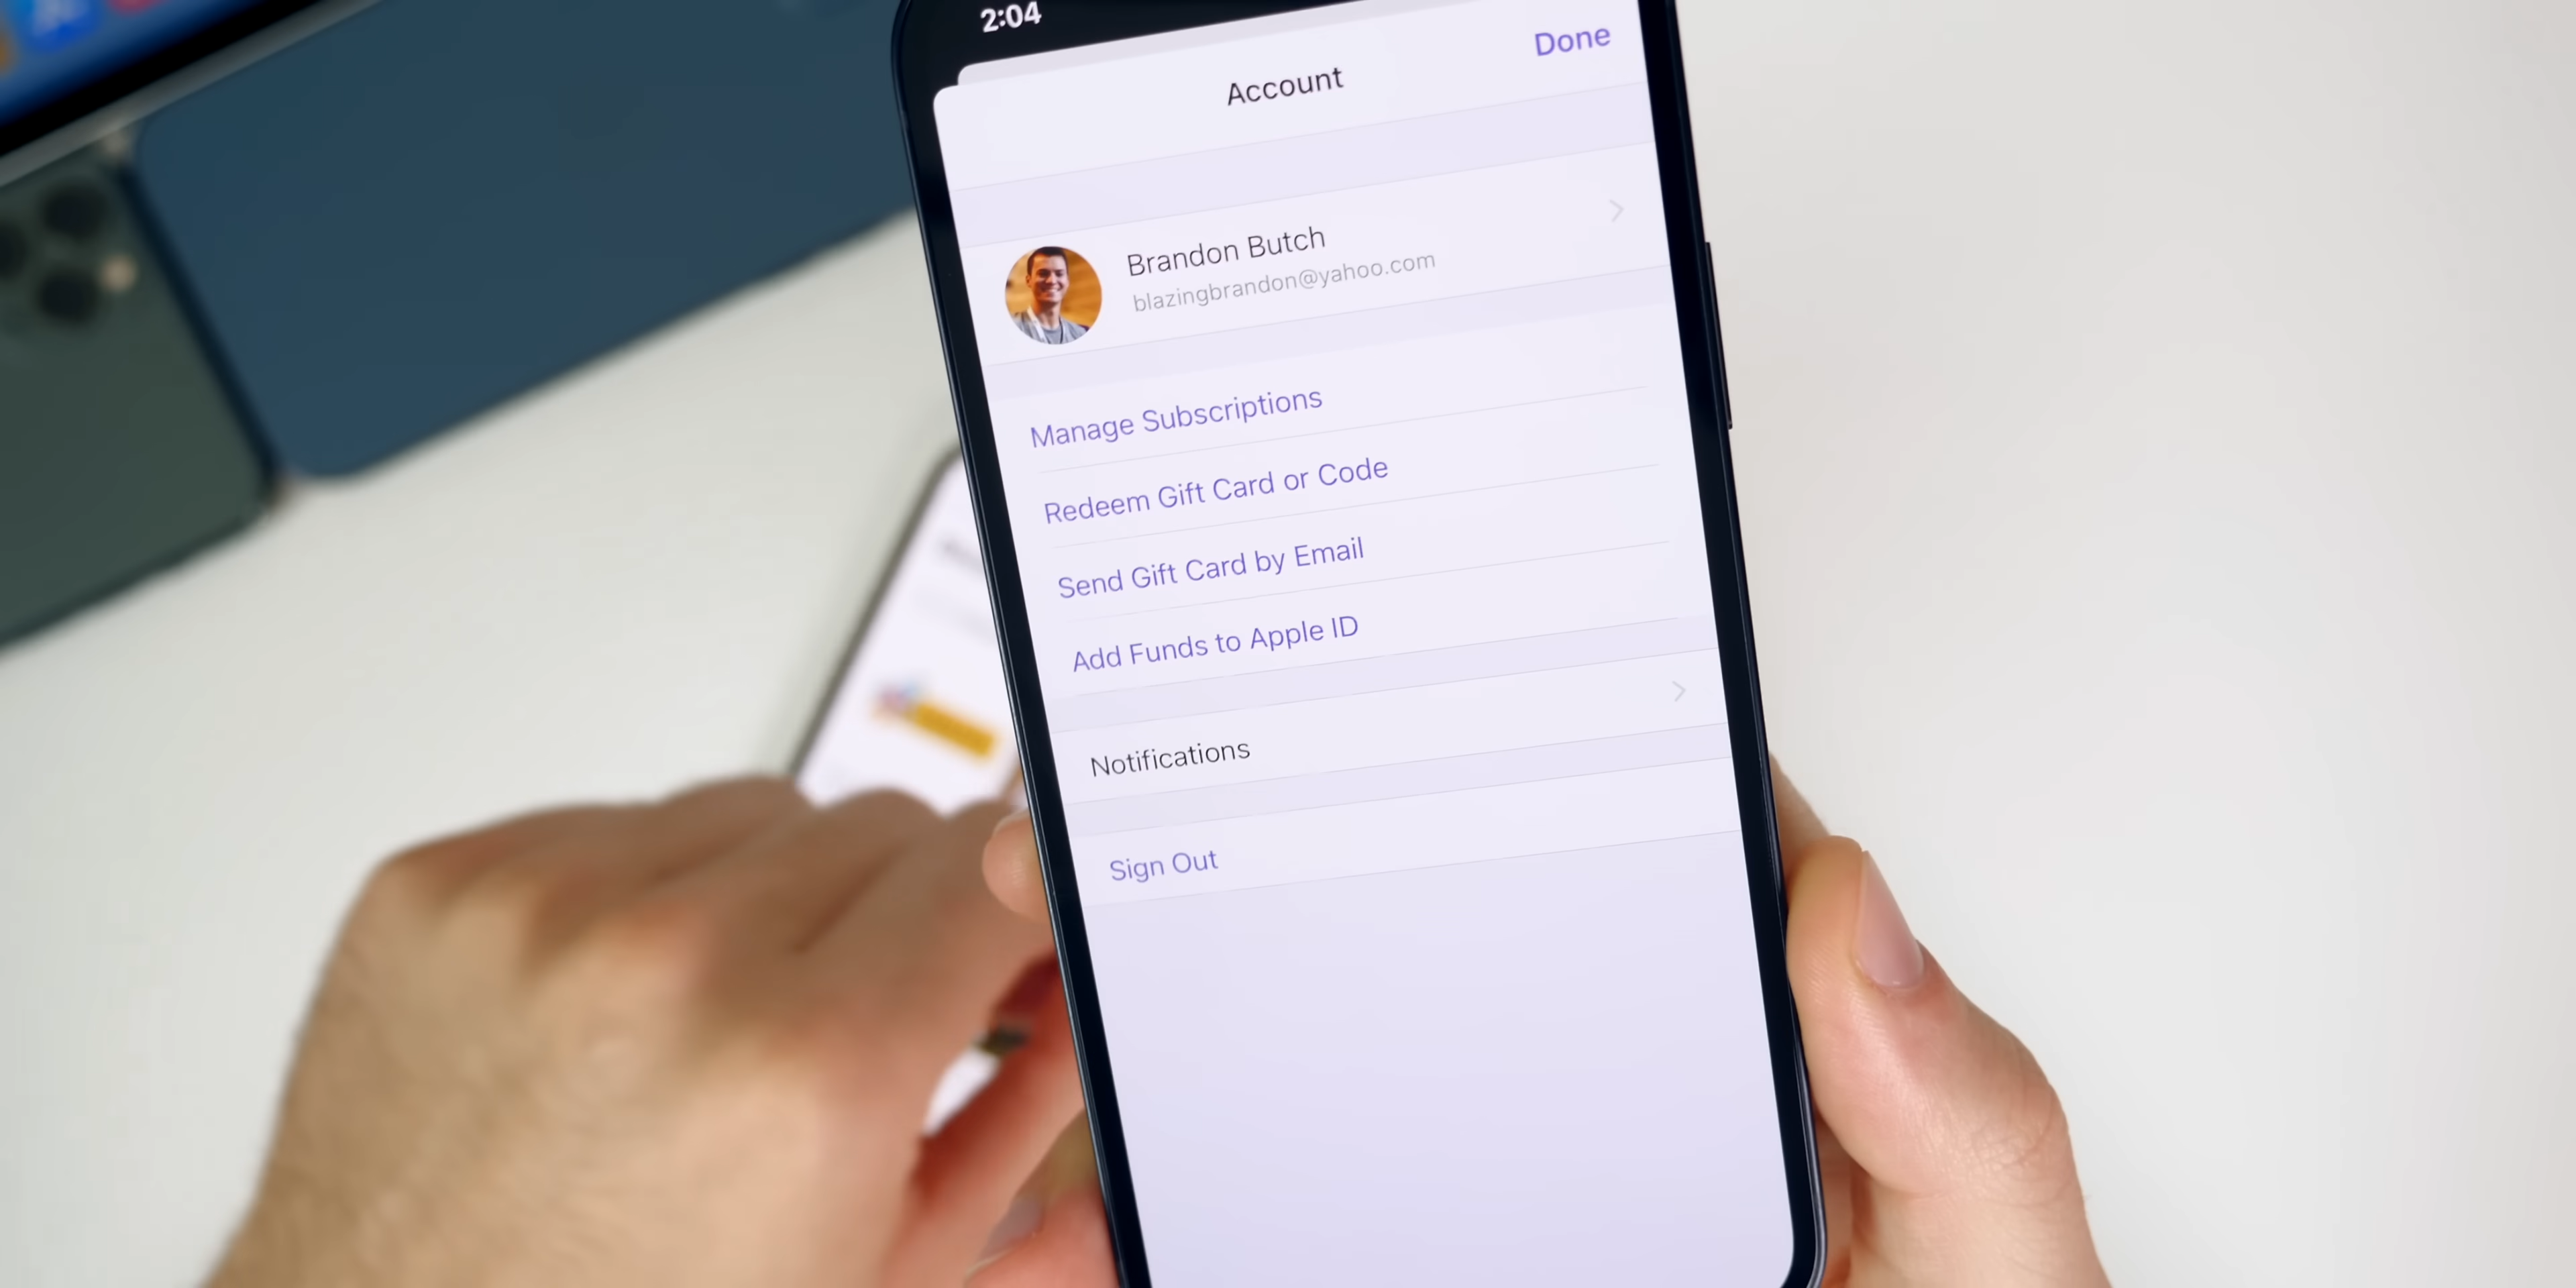 2:04
Account
Done
Brandon Butch
blazingbrandon@yahoo.com
Manage Subscriptions
Redeem Gift Card or Code
Send Gift Card by Email
Add Funds to Apple ID
Notifications
Sign Out